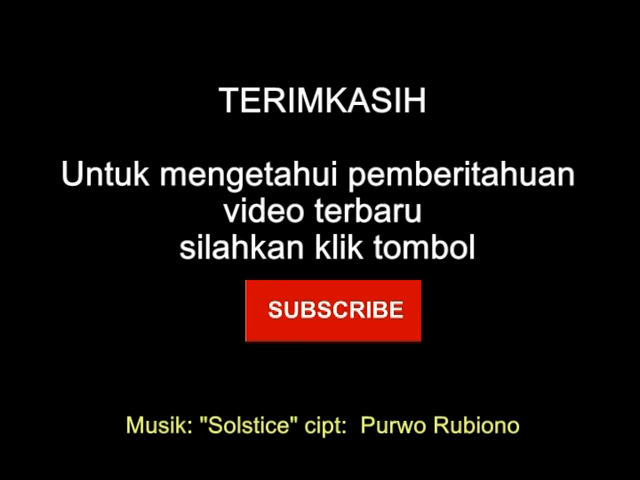 TERIMKASIH
Untuk mengetahui pemberitahuan
video terbaru
silahkan klik tombol
SUBSCRIBE
Musik: "Solstice" cipt: Purwo Rubiono